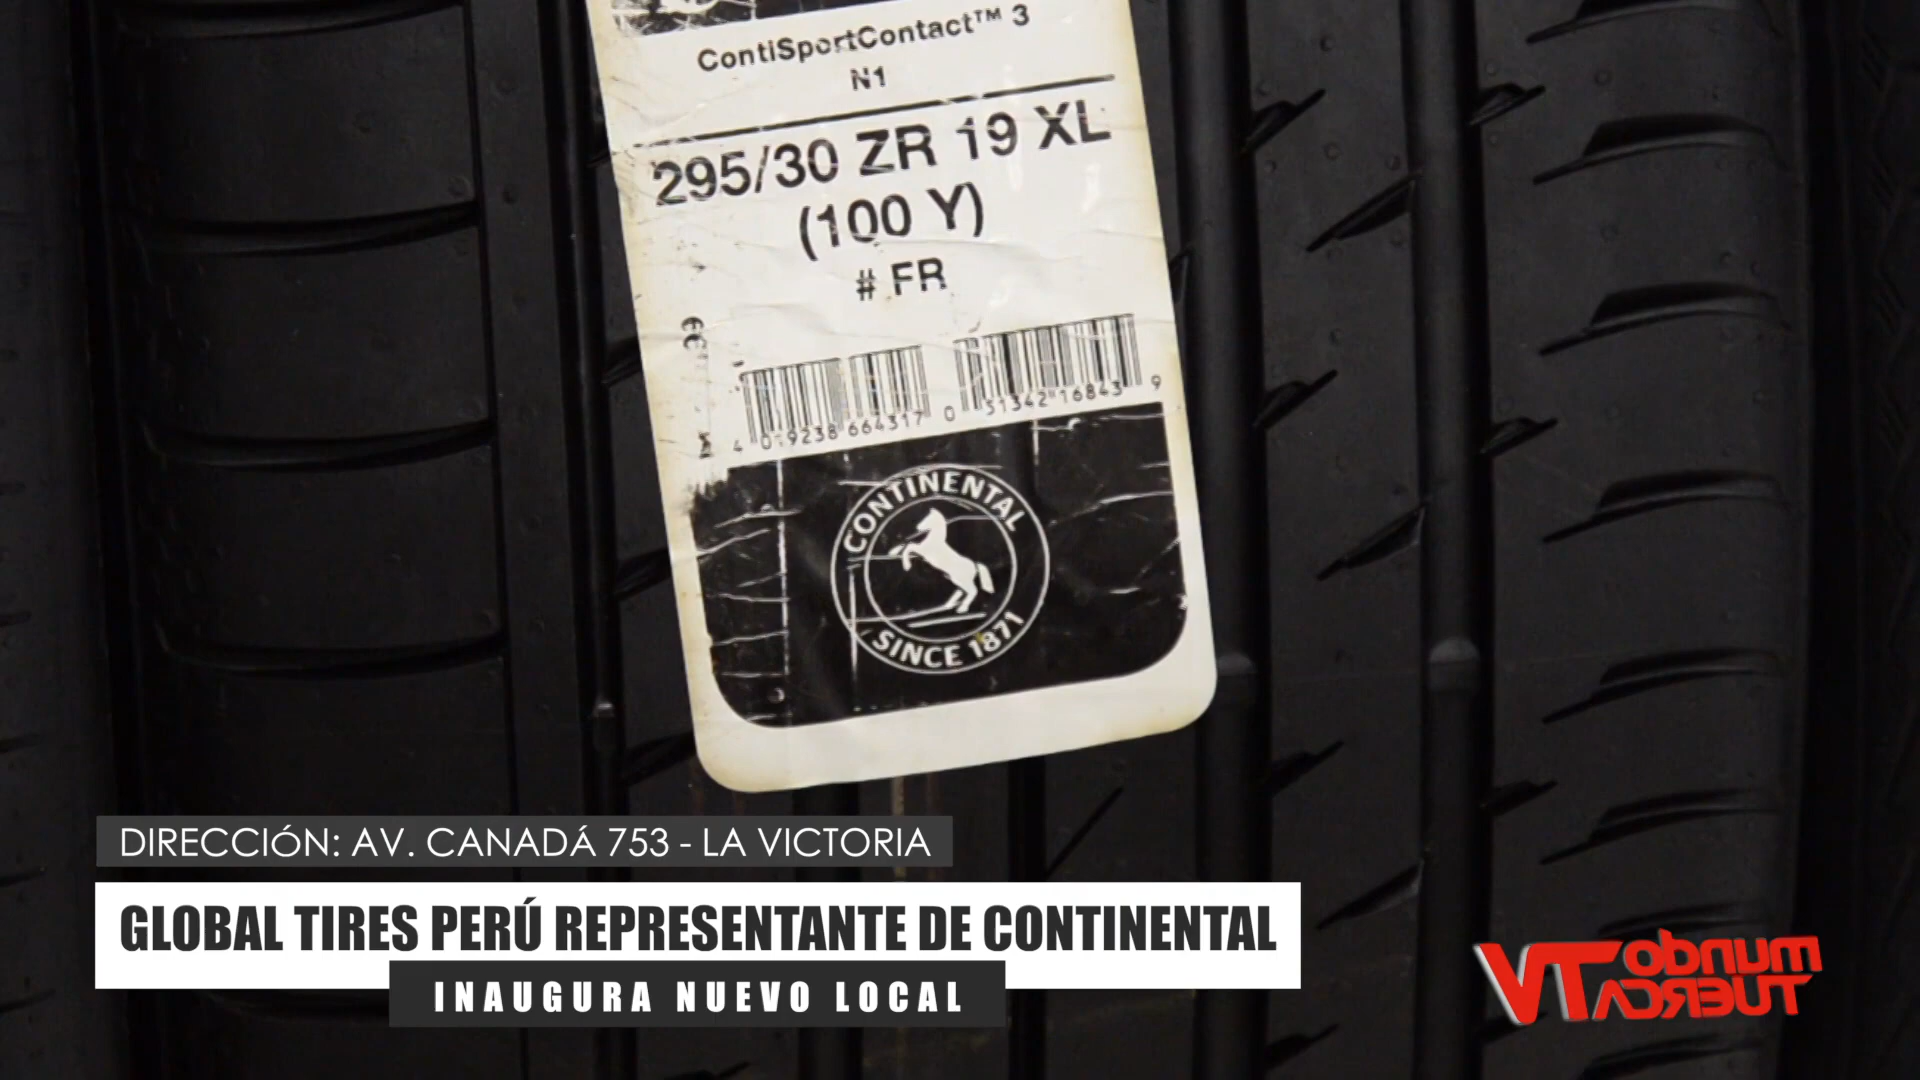 ContiSportContact™ 3
N1
295/30 ZR 19 XL
(100 Y)
# FR
4 019238 664317 0 51342 16843 9
CONTINENTAL
SINCE 1871
DIRECCIÓN: AV. CANADÁ 753 - LA VICTORIA
GLOBAL TIRES PERÚ REPRESENTANTE DE CONTINENTAL
INAUGURA NUEVO LOCAL
mundo
TUERCA
TV